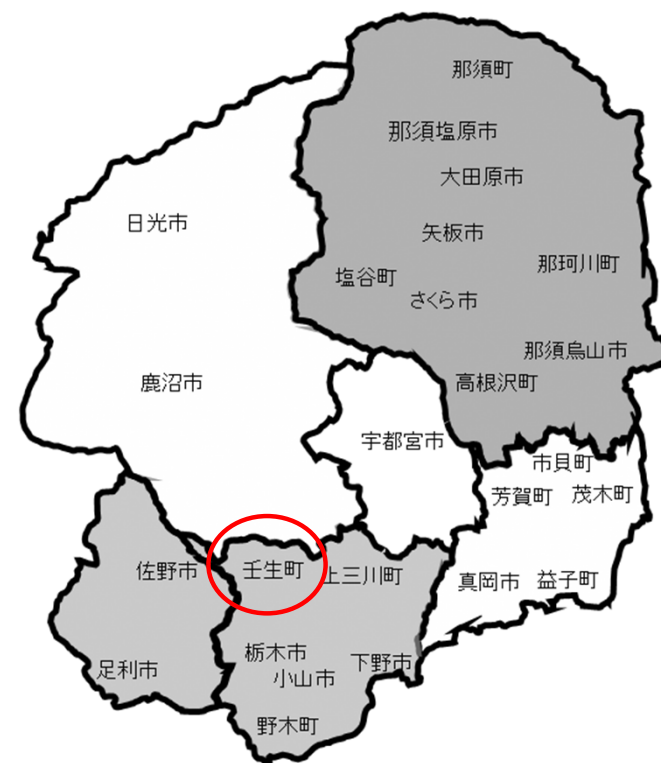 那須町
那須塩原市
大田原市
矢板市
日光市
那珂川町
塩谷町
さくら市
那須烏山市
高根沢町
鹿沼市
宇都宮市
市貝町
芳賀町
茂木町
佐野市
壬生町
上三川町
真岡市
益子町
栃木市
下野市
足利市
小山市
野木町